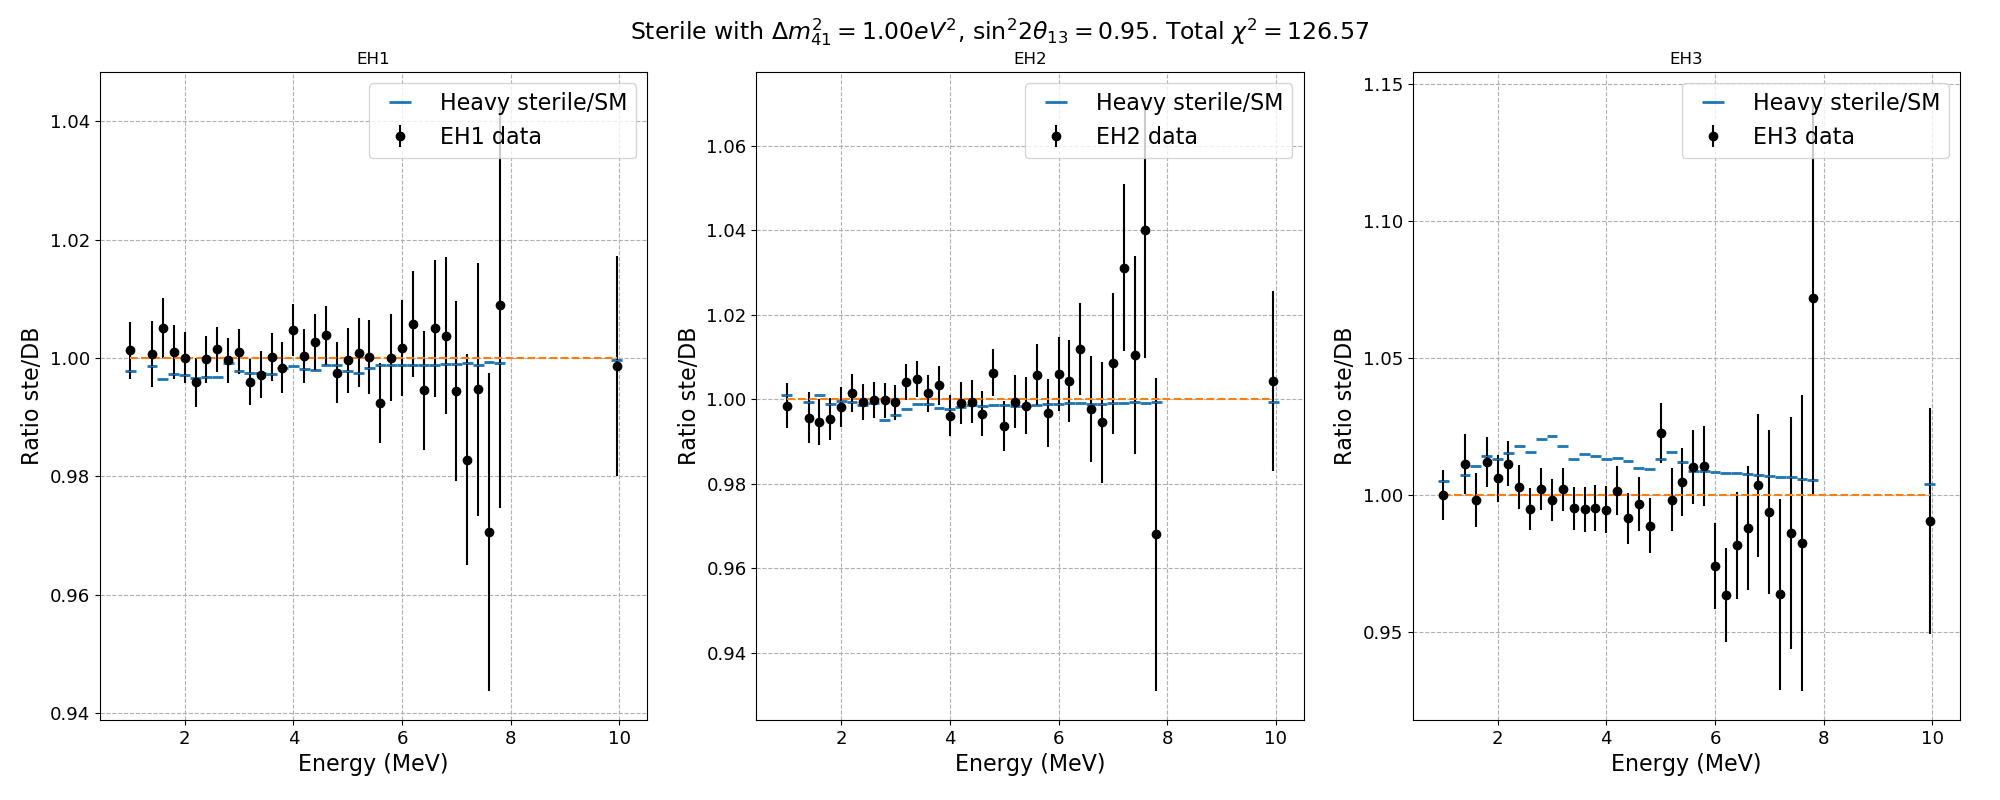 Sterile with Δm²₄₁ = 1.00eV², sin²2θ₁₃ = 0.95. Total χ² = 126.57
EH1
Heavy sterile/SM
EH1 data
Ratio ste/DB
1.04
1.02
1.00
0.98
0.96
0.94
2 4 6 8 10
Energy (MeV)
EH2
Heavy sterile/SM
EH2 data
Ratio ste/DB
1.06
1.04
1.02
1.00
0.98
0.96
0.94
2 4 6 8 10
Energy (MeV)
EH3
Heavy sterile/SM
EH3 data
Ratio ste/DB
1.15
1.10
1.05
1.00
0.95
2 4 6 8 10
Energy (MeV)